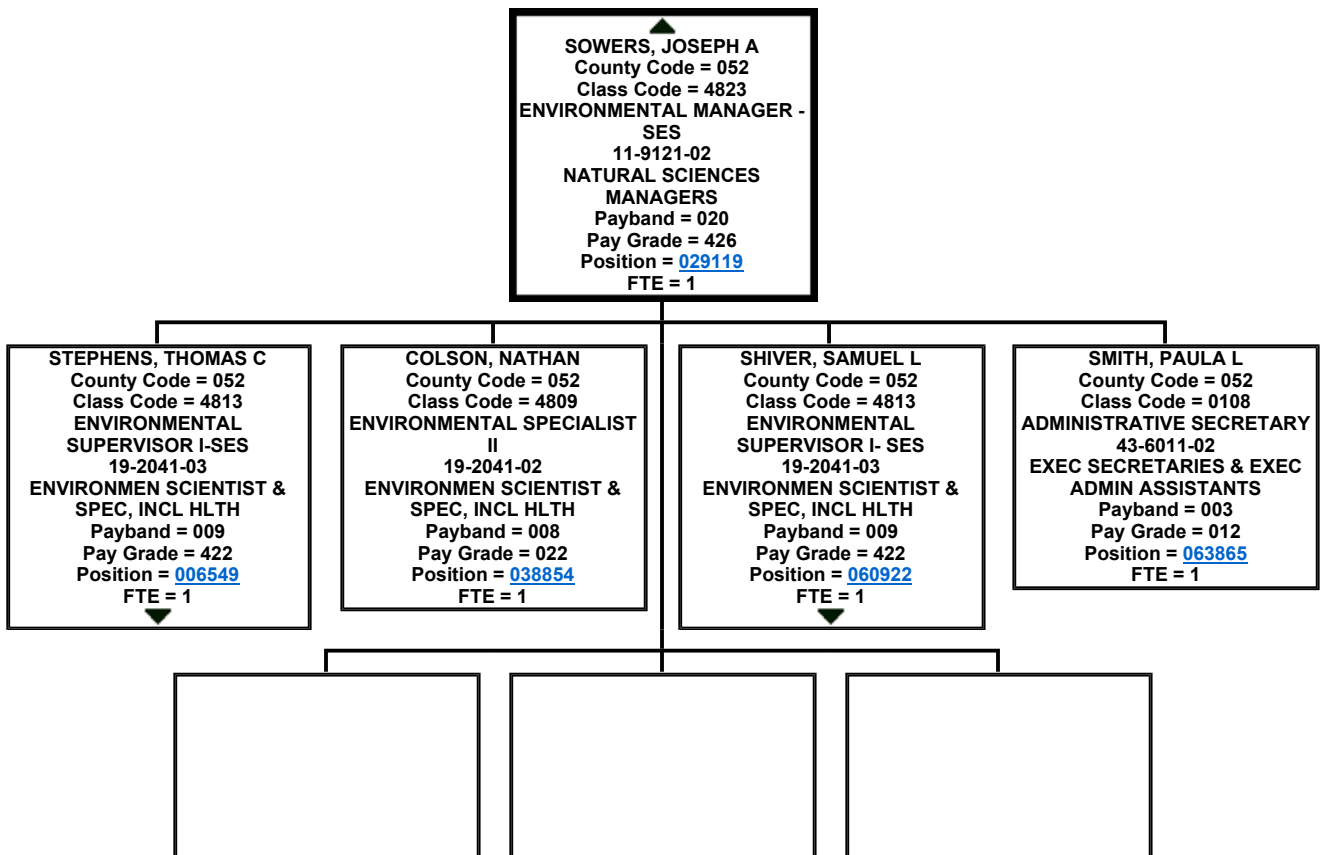 SOWERS, JOSEPH A
County Code = 052
Class Code = 4823
ENVIRONMENTAL MANAGER -
SES
11-9121-02
NATURAL SCIENCES
MANAGERS
Payband = 020
Pay Grade = 426
Position = 029119
FTE = 1
STEPHENS, THOMAS C
County Code = 052
Class Code = 4813
ENVIRONMENTAL
SUPERVISOR I-SES
19-2041-03
ENVIRONMEN SCIENTIST &
SPEC, INCL HLTH
Payband = 009
Pay Grade = 422
Position = 006549
FTE = 1
COLSON, NATHAN
County Code = 052
Class Code = 4809
ENVIRONMENTAL SPECIALIST
II
19-2041-02
ENVIRONMEN SCIENTIST &
SPEC, INCL HLTH
Payband = 008
Pay Grade = 022
Position = 038854
FTE = 1
SHIVER, SAMUEL L
County Code = 052
Class Code = 4813
ENVIRONMENTAL
SUPERVISOR I- SES
19-2041-03
ENVIRONMEN SCIENTIST &
SPEC, INCL HLTH
Payband = 009
Pay Grade = 422
Position = 060922
FTE = 1
SMITH, PAULA L
County Code = 052
Class Code = 0108
ADMINISTRATIVE SECRETARY
43-6011-02
EXEC SECRETARIES & EXEC
ADMIN ASSISTANTS
Payband = 003
Pay Grade = 012
Position = 063865
FTE = 1